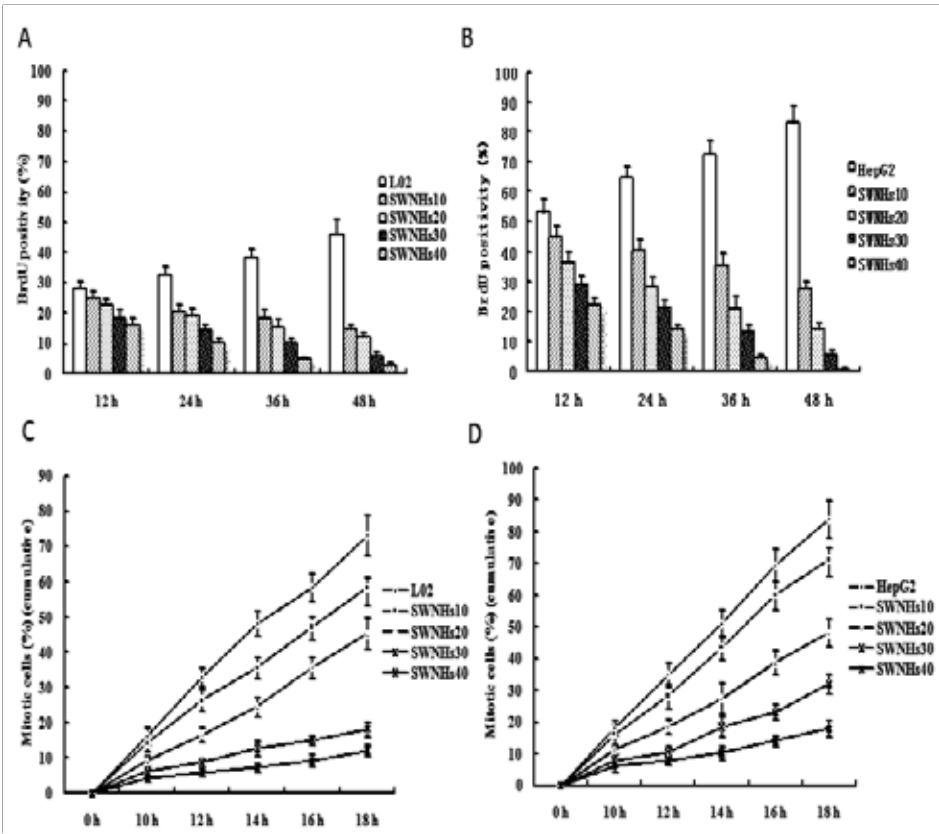 A
BrdU positivity (%)
100
90
80
70
60
50
40
30
20
10
0
12 h
24 h
36 h
48 h
L02
SWNHs10
SWNHs20
SWNHs30
SWNHs40
B
BrdU positivity (%)
100
90
80
70
60
50
40
30
20
10
0
12 h
24 h
36 h
48 h
HepG2
SWNHs10
SWNHs20
SWNHs30
SWNHs40
C
Mitotic cells (%) (cumulative)
90
80
70
60
50
40
30
20
10
0
0h
10h
12h
14h
16h
18h
L02
SWNHs10
SWNHs20
SWNHs30
SWNHs40
D
Mitotic cells (%) (cumulative)
100
90
80
70
60
50
40
30
20
10
0
0h
10h
12h
14h
16h
18h
HepG2
SWNHs10
SWNHs20
SWNHs30
SWNHs40